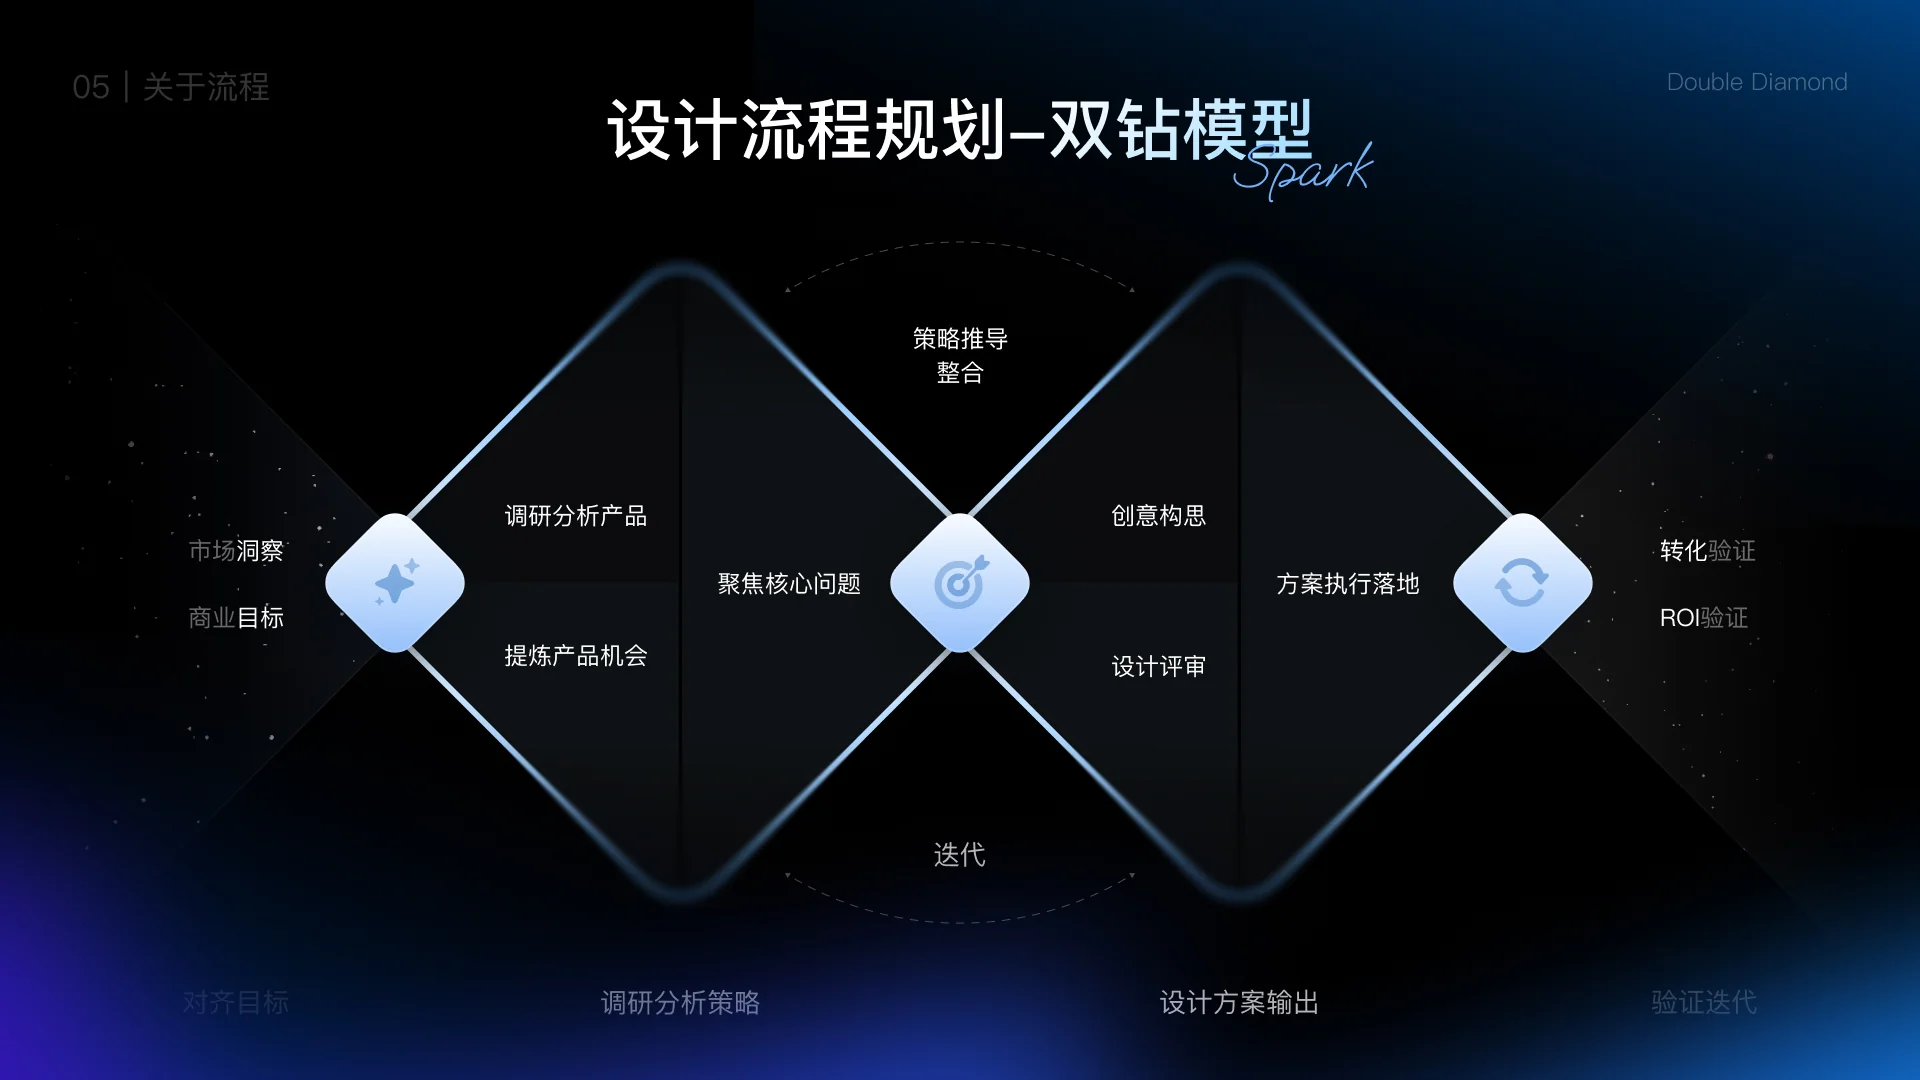 05 | 关于流程
Double Diamond
设计流程规划–双钻模型
Spark
策略推导
整合
市场洞察
商业目标
调研分析产品
提炼产品机会
聚焦核心问题
创意构思
设计评审
方案执行落地
转化验证
ROI验证
迭代
对齐目标
调研分析策略
设计方案输出
验证迭代